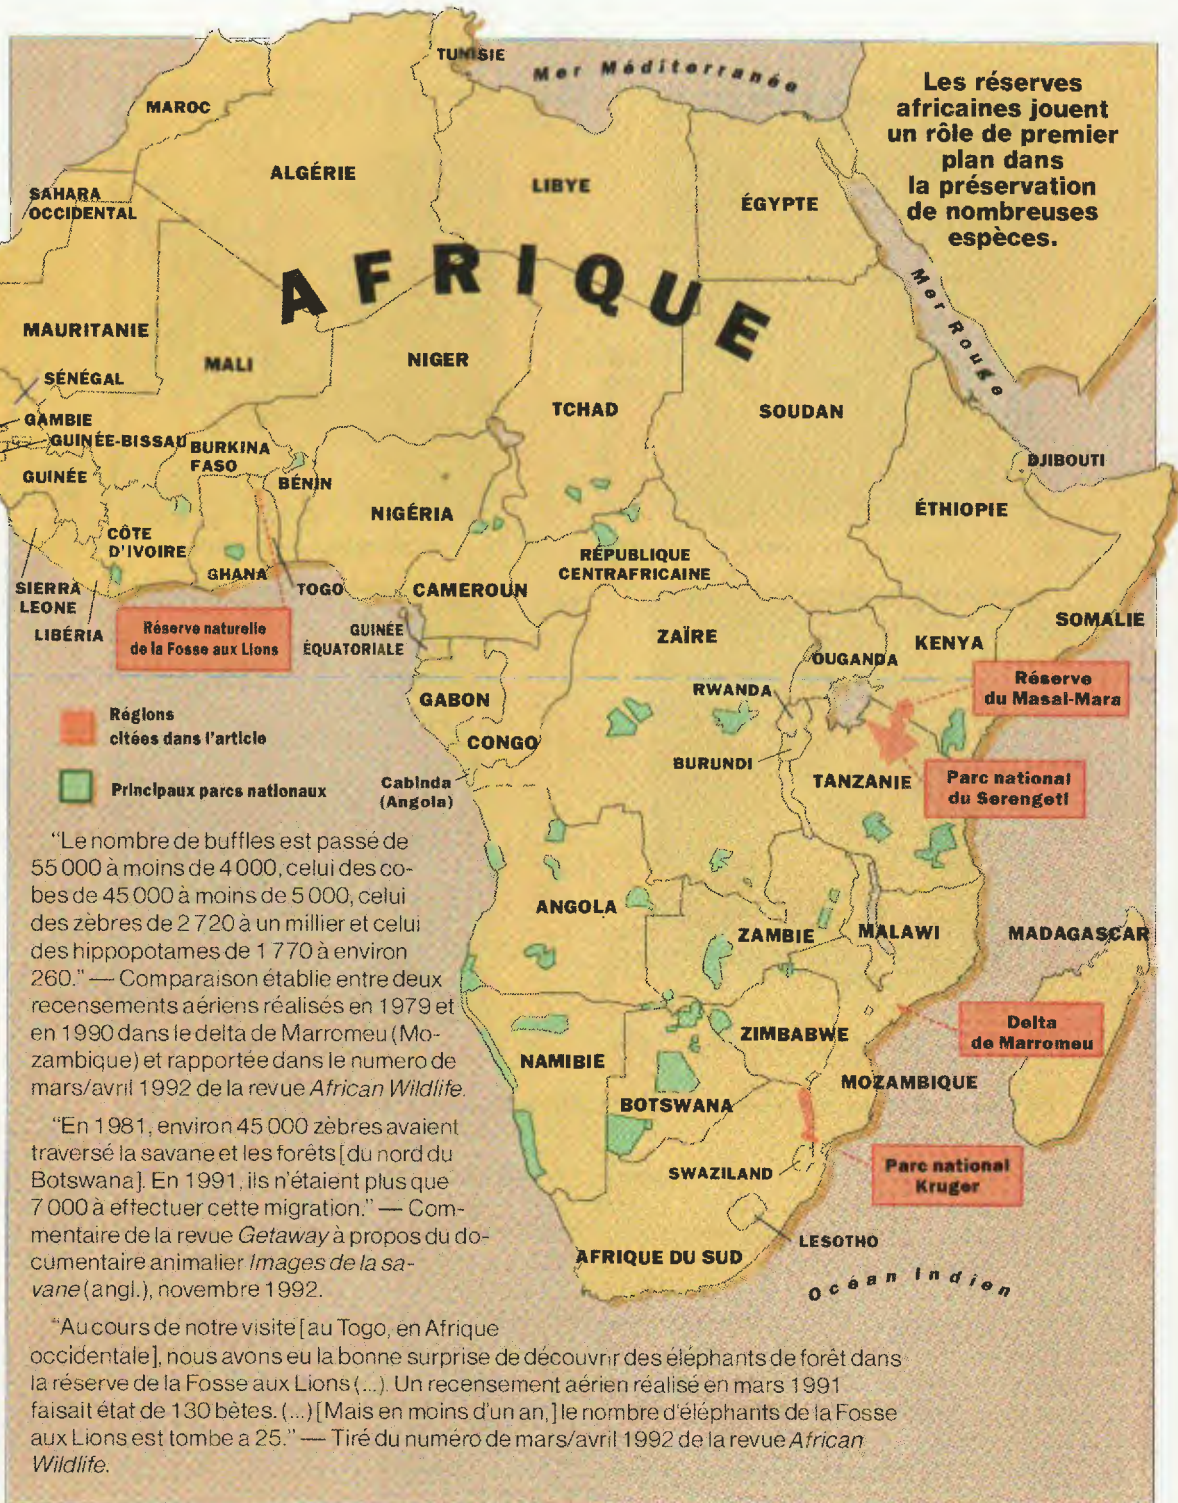 Les réserves
africaines jouent
un rôle de premier
plan dans
la préservation
de nombreuses
espèces.
TUNISIE
Mer Méditerranée
MAROC
ALGÉRIE
LIBYE
ÉGYPTE
SAHARA
OCCIDENTAL
AFRIQUE
Mer Rouge
MAURITANIE
MALI
NIGER
SÉNÉGAL
TCHAD
SOUDAN
GAMBIE
GUINÉE-BISSAU
BURKINA
FASO
GUINÉE
BÉNIN
DJIBOUTI
NIGÉRIA
ÉTHIOPIE
CÔTE
D'IVOIRE
GHANA
TOGO
CAMEROUN
RÉPUBLIQUE
CENTRAFRICAINE
SIERRA
LEONE
LIBÉRIA
Réserve naturelle
de la Fosse aux Lions
GUINÉE
ÉQUATORIALE
ZAÏRE
OUGANDA
KENYA
SOMALIE
GABON
RWANDA
Réserve
du Masai-Mara
Régions
citées dans l'article
CONGO
BURUNDI
TANZANIE
Parc national
du Serengeti
Principaux parcs nationaux
Cabinda
(Angola)
"Le nombre de buffles est passé de
55 000 à moins de 4 000, celui des co-
bes de 45 000 à moins de 5 000, celui
des zèbres de 2 720 à un millier et celui
des hippopotames de 1 770 à environ
260." — Comparaison établie entre deux
recensements aériens réalisés en 1979 et
en 1990 dans le delta de Marromeu (Mo-
zambique) et rapportée dans le numero de
mars/avril 1992 de la revue African Wildlife.
"En 1981, environ 45 000 zèbres avaient
traversé la savane et les forêts [du nord du
Botswana]. En 1991, ils n'étaient plus que
7 000 à effectuer cette migration." — Com-
mentaire de la revue Getaway à propos du do-
cumentaire animalier Images de la sa-
vane (angl.), novembre 1992.
"Au cours de notre visite [au Togo, en Afrique
occidentale], nous avons eu la bonne surprise de découvrir des éléphants de forêt dans
la réserve de la Fosse aux Lions (...). Un recensement aérien réalisé en mars 1991
faisait état de 130 bêtes. (...) [Mais en moins d'un an,] le nombre d'éléphants de la Fosse
aux Lions est tombe a 25." — Tiré du numéro de mars/avril 1992 de la revue African
Wildlife.
ANGOLA
ZAMBIE
MALAWI
MADAGASCAR
ZIMBABWE
Delta
de Marromeu
NAMIBIE
MOZAMBIQUE
BOTSWANA
SWAZILAND
Parc national
Kruger
LESOTHO
AFRIQUE DU SUD
Océan Indien